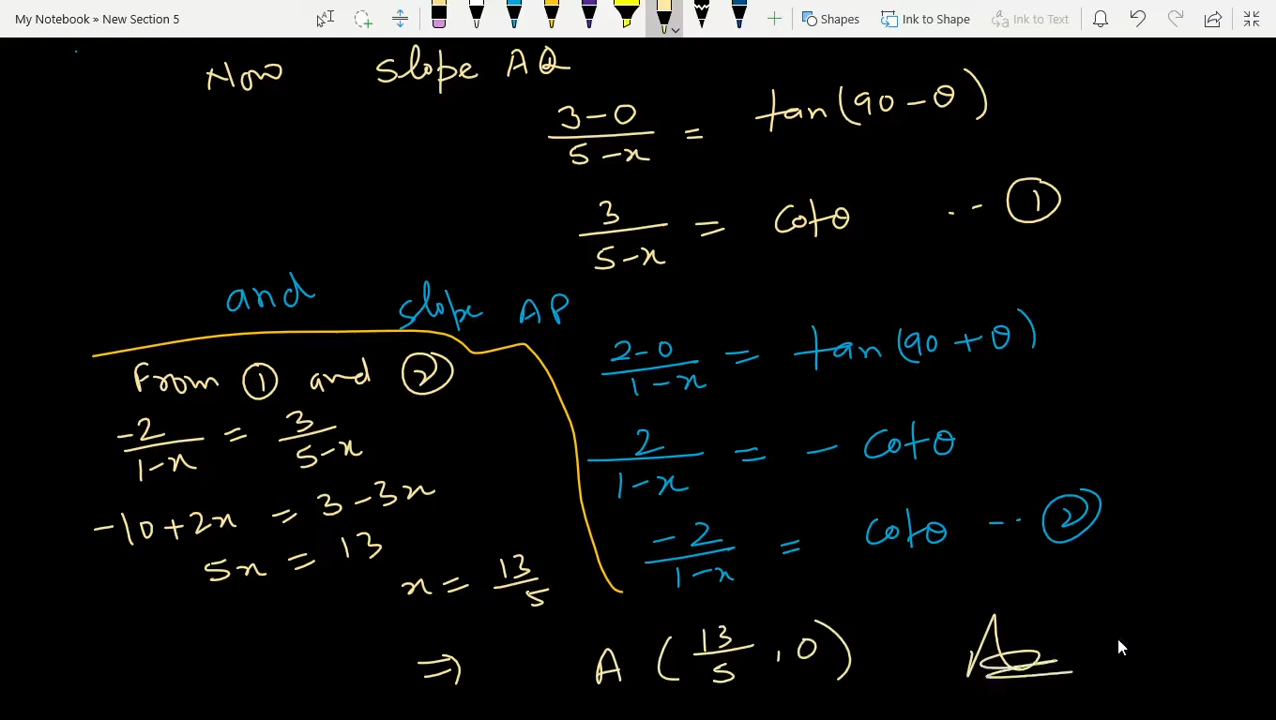 My Notebook » New Section 5
Shapes
Ink to Shape
Ink to Text
Now slope AQ
3-0/5-x = tan(90-θ)
3/5-x = cotθ .. ①
and slope AP
2-0/1-x = tan(90+θ)
2/1-x = - cotθ
-2/1-x = cotθ ... ②
From ① and ②
-2/1-x = 3/5-x
-10+2x = 3-3x
5x = 13
x = 13/5
⇒ A (13/5, 0)